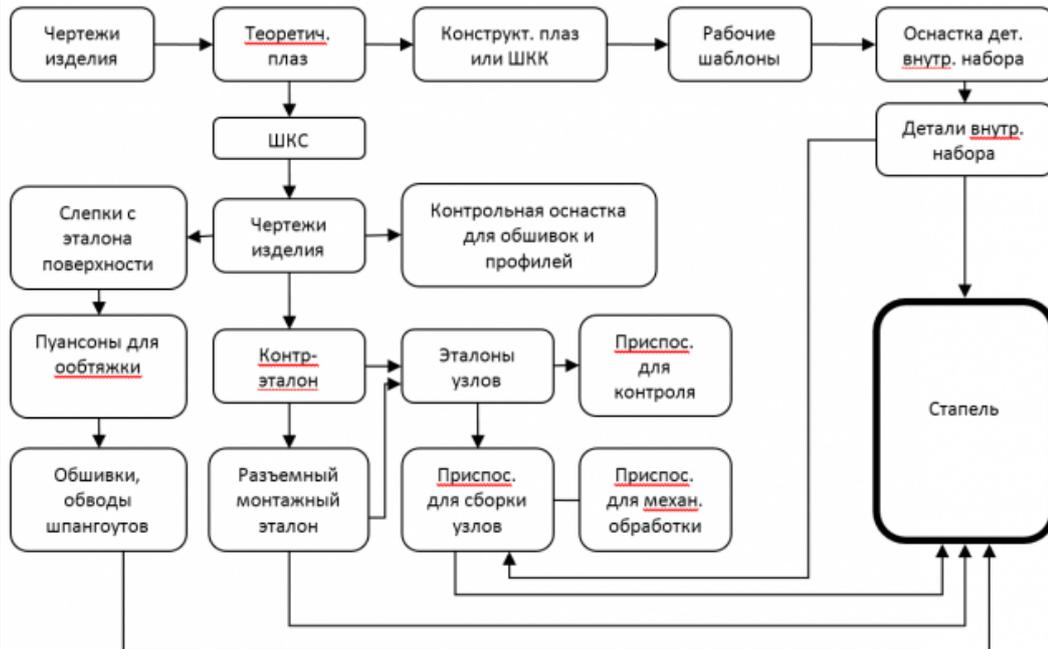 Чертежи
изделия
Теоретич.
плаз
Конструкт. плаз
или ШКК
Рабочие
шаблоны
Оснастка дет.
внутр. набора
ШКС
Детали внутр.
набора
Слепки с
эталона
поверхности
Чертежи
изделия
Контрольная оснастка
для обшивок и
профилей
Пуансоны для
ообтяжки
Контр-
эталон
Эталоны
узлов
Приспос.
для
контроля
Стапель
Обшивки,
обводы
шпангоутов
Разъемный
монтажный
эталон
Приспос.
для сборки
узлов
Приспос.
для механ.
обработки